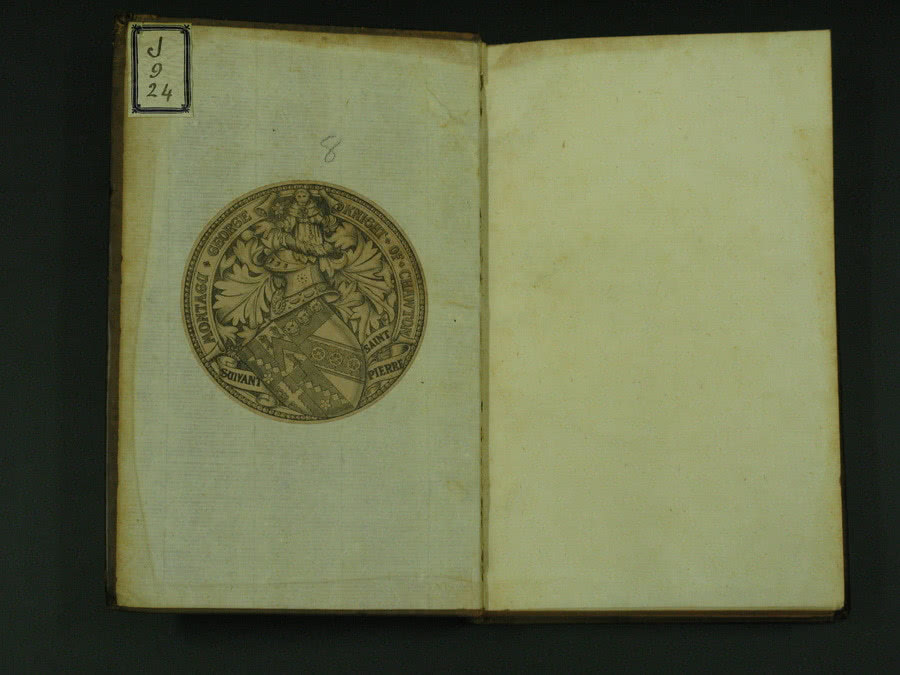 J
9
24
8
MONTAGU ✦ GEORGE ✦ KNIGHT ✦ OF ✦ CHAWTON
SUIVANT SAINT PIERRE